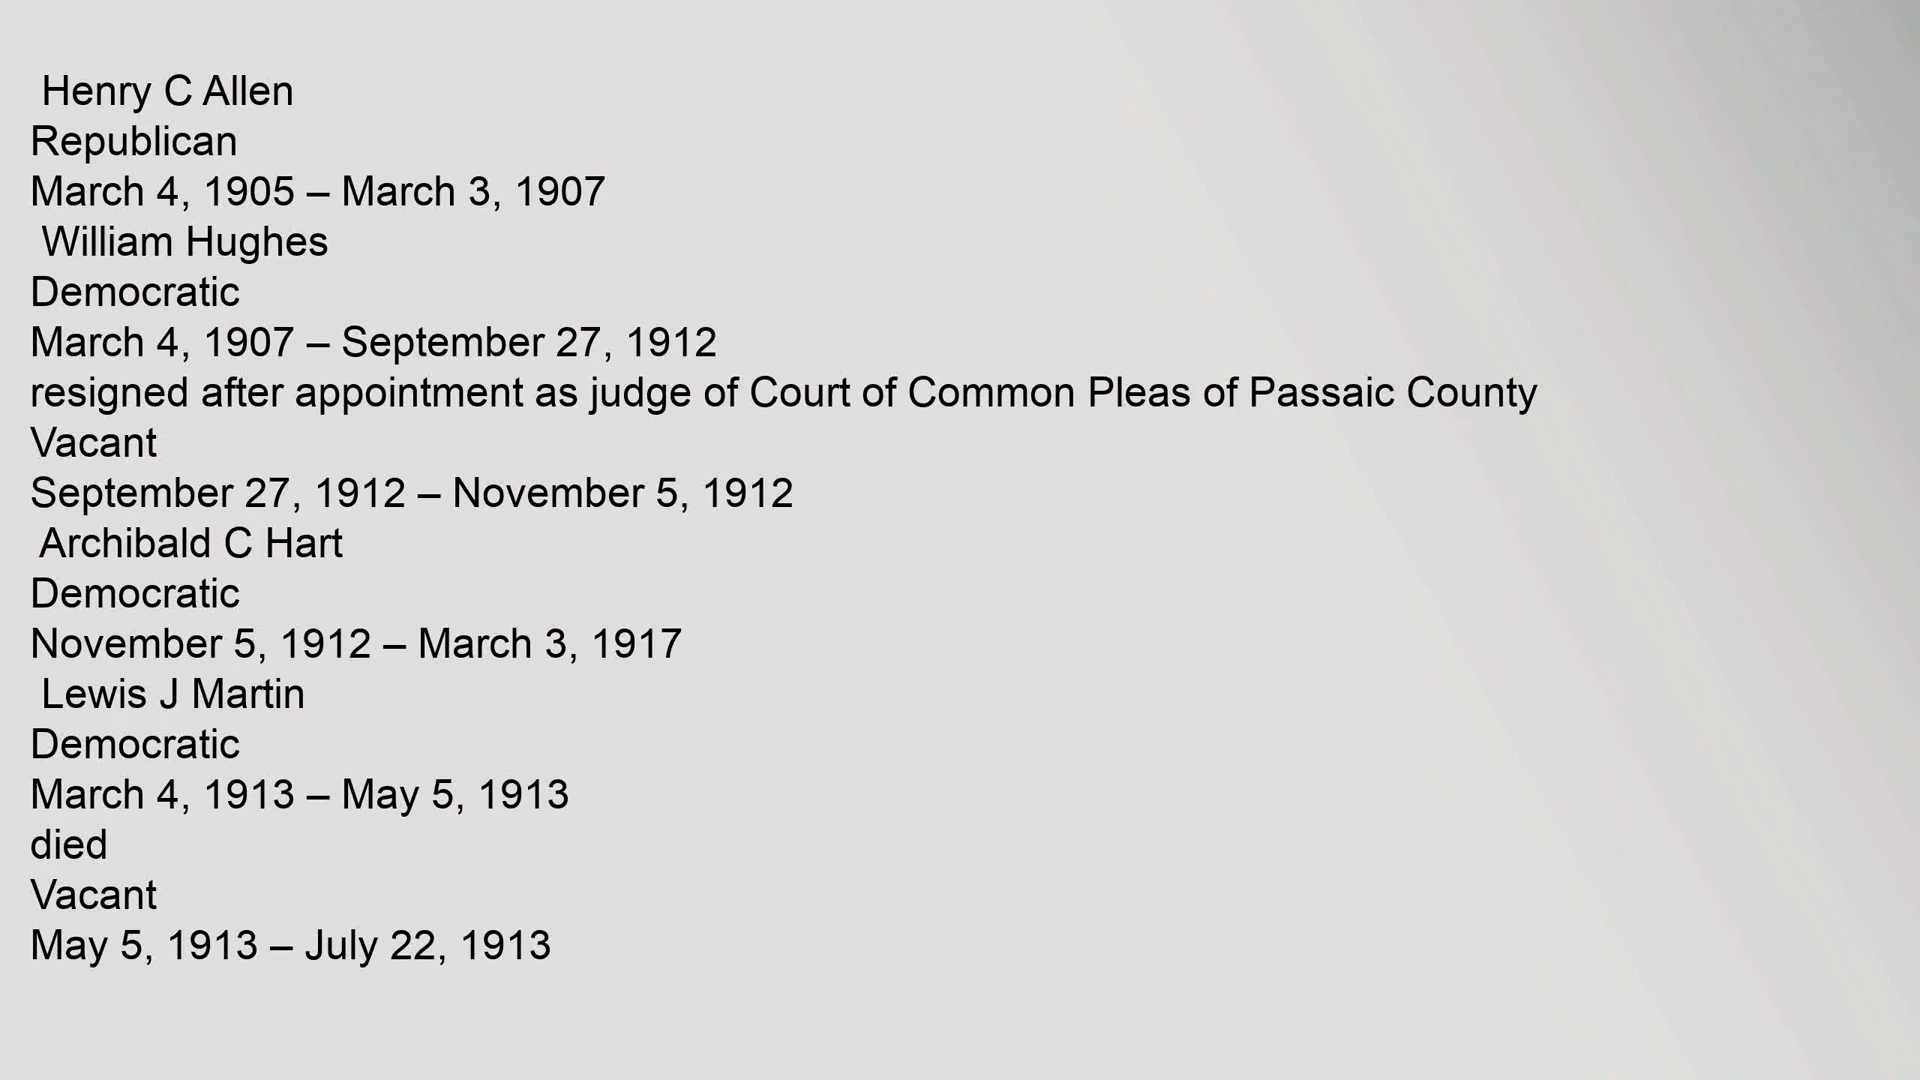 Henry C Allen
Republican
March 4, 1905 – March 3, 1907
William Hughes
Democratic
March 4, 1907 – September 27, 1912
resigned after appointment as judge of Court of Common Pleas of Passaic County
Vacant
September 27, 1912 – November 5, 1912
Archibald C Hart
Democratic
November 5, 1912 – March 3, 1917
Lewis J Martin
Democratic
March 4, 1913 – May 5, 1913
died
Vacant
May 5, 1913 – July 22, 1913